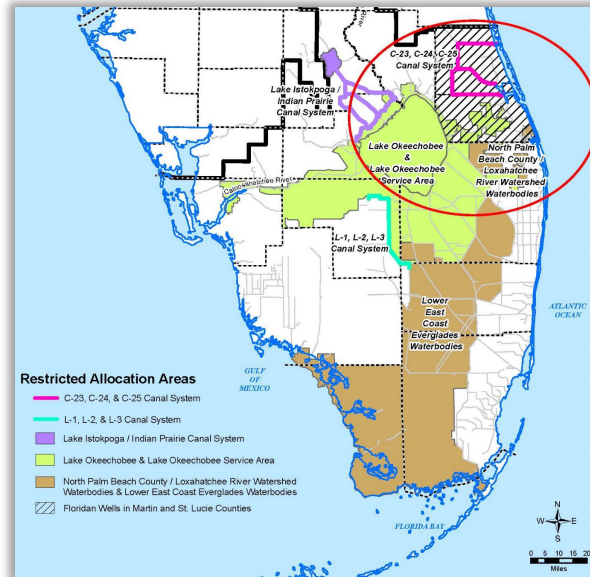 C-23, C-24, C-25
Canal System
Lake Istokpoga /
Indian Prairie
Canal System
Lake Okeechobee
&
Lake Okeechobee
Service Area
North Palm
Beach County /
Loxahatchee
River Watershed
Waterbodies
Caloosahatchee River
L-1, L-2, L-3
Canal System
Lower
East
Coast
Everglades
Waterbodies
ATLANTIC
OCEAN
GULF
OF
MEXICO
Restricted Allocation Areas
C-23, C-24, & C-25 Canal System
L-1, L-2, & L-3 Canal System
Lake Istokpoga / Indian Prairie Canal System
Lake Okeechobee & Lake Okeechobee Service Area
North Palm Beach County / Loxahatchee River Watershed
Waterbodies & Lower East Coast Everglades Waterbodies
Floridan Wells in Martin and St. Lucie Counties
FLORIDA BAY
N
W
E
S
0 5 10 20
Miles